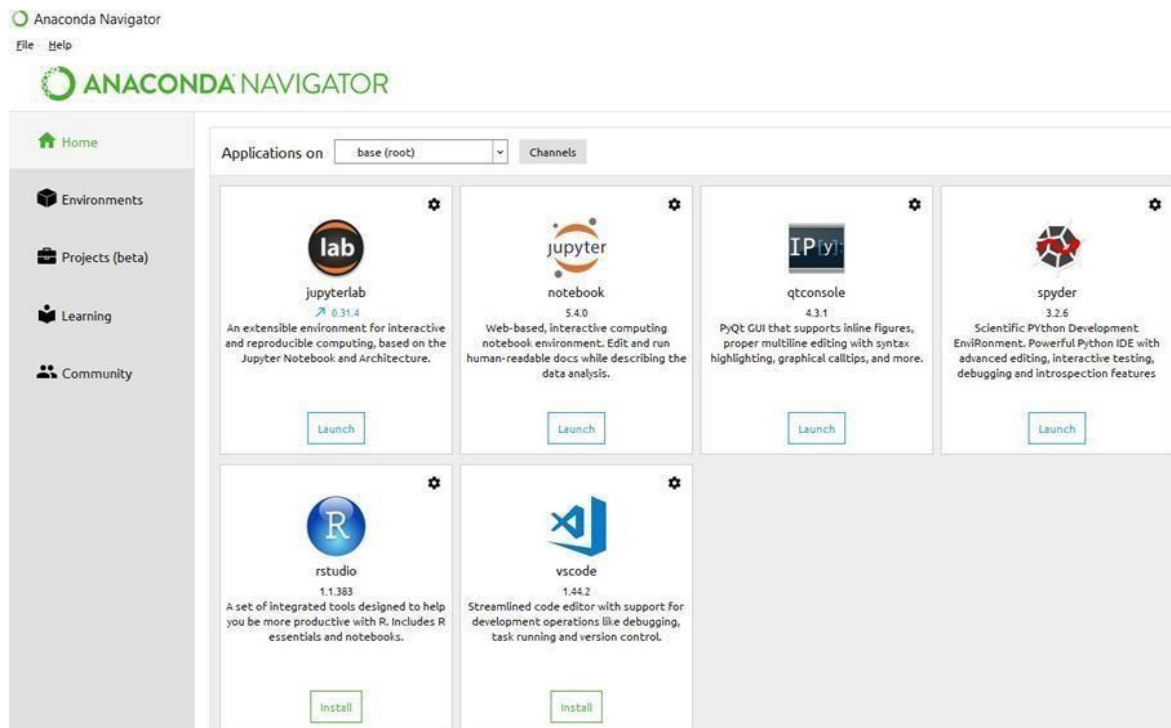 Anaconda Navigator
File Help
ANACONDA NAVIGATOR
Home
Environments
Projects (beta)
Learning
Community
Applications on base (root) Channels
lab
jupyterlab
0.31.4
An extensible environment for interactive
and reproducible computing, based on the
Jupyter Notebook and Architecture.
Launch
jupyter
notebook
5.4.0
Web-based, interactive computing
notebook environment. Edit and run
human-readable docs while describing the
data analysis.
Launch
IP[y]:
qtconsole
4.3.1
PyQt GUI that supports inline figures,
proper multiline editing with syntax
highlighting, graphical calltips, and more.
Launch
spyder
3.2.6
Scientific PYthon Development
EnviRonment. Powerful Python IDE with
advanced editing, interactive testing,
debugging and introspection features
Launch
R
rstudio
1.1.383
A set of integrated tools designed to help
you be more productive with R. Includes R
essentials and notebooks.
Install
vscode
1.44.2
Streamlined code editor with support for
development operations like debugging,
task running and version control.
Install